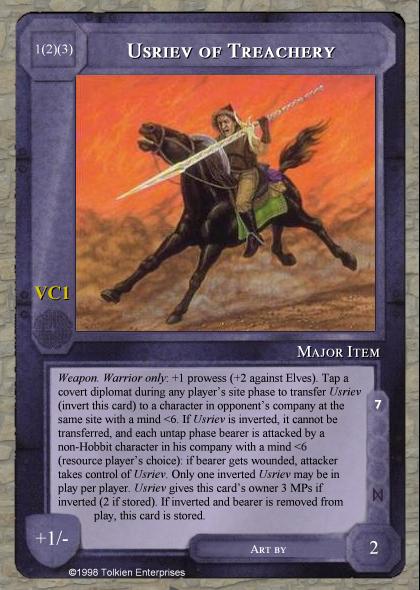 1(2)(3)
USRIEV OF TREACHERY
VC1
MAJOR ITEM
Weapon. Warrior only: +1 prowess (+2 against Elves). Tap a
covert diplomat during any player's site phase to transfer Usriev
(invert this card) to a character in opponent's company at the
same site with a mind <6. If Usriev is inverted, it cannot be
transferred, and each untap phase bearer is attacked by a
non-Hobbit character in his company with a mind <6
(resource player's choice): if bearer gets wounded, attacker
takes control of Usriev. Only one inverted Usriev may be in
play per player. Usriev gives this card's owner 3 MPs if
inverted (2 if stored). If inverted and bearer is removed from
play, this card is stored.
7
+1/-
ART BY
2
©1998 Tolkien Enterprises